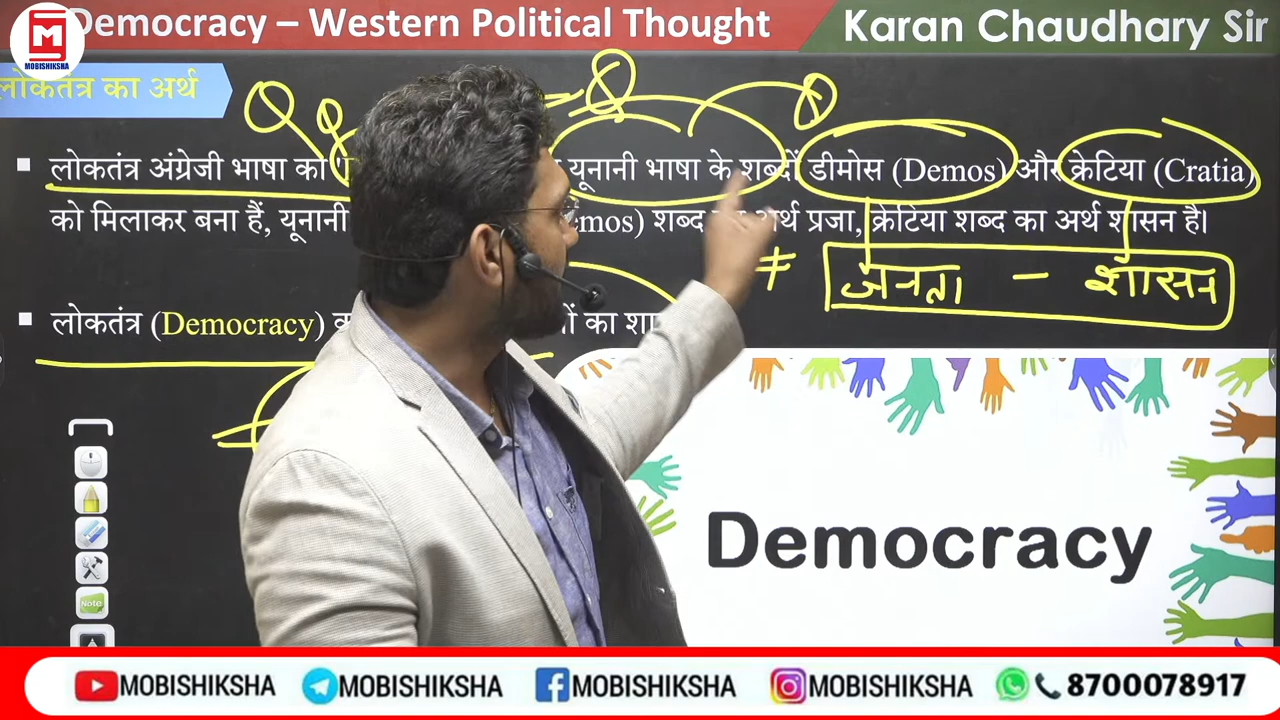 Democracy – Western Political Thought
Karan Chaudhary Sir
MOBISHIKSHA
लोकतंत्र का अर्थ
लोकतंत्र अंग्रेजी भाषा का यूनानी भाषा के शब्दों डीमोस (Demos) और क्रेटिया (Cratia)
को मिलाकर बना हैं, यूनानी emos) शब्द का अर्थ प्रजा, क्रेटिया शब्द का अर्थ शासन है।
# जनता – शासन
लोकतंत्र (Democracy) का शा
Note
Democracy
MOBISHIKSHA MOBISHIKSHA MOBISHIKSHA MOBISHIKSHA 8700078917